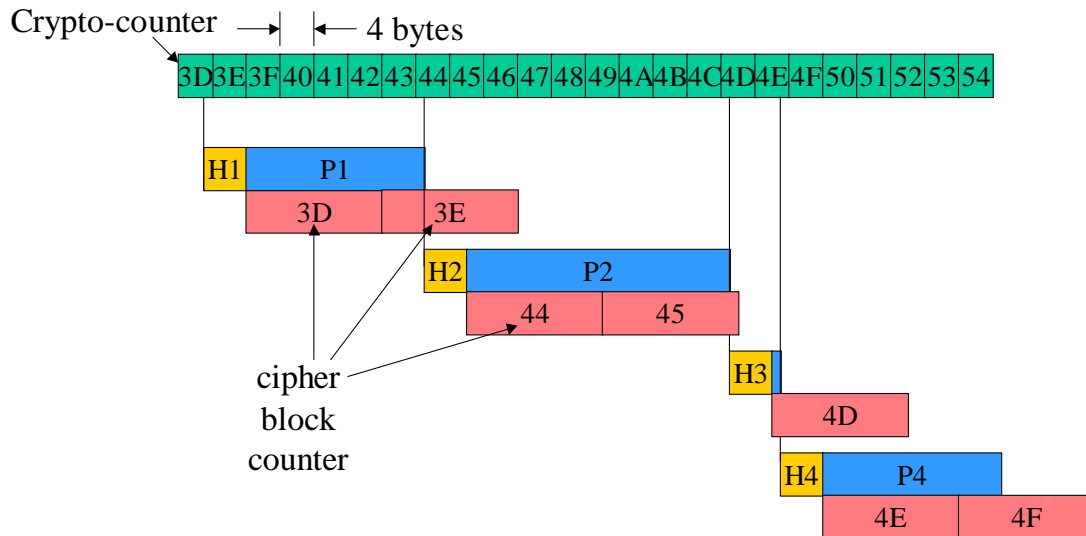 Crypto-counter
4 bytes
3D 3E 3F 40 41 42 43 44 45 46 47 48 49 4A 4B 4C 4D 4E 4F 50 51 52 53 54
H1 P1
3D 3E
H2 P2
44 45
H3
cipher
block
counter
4D
H4 P4
4E 4F